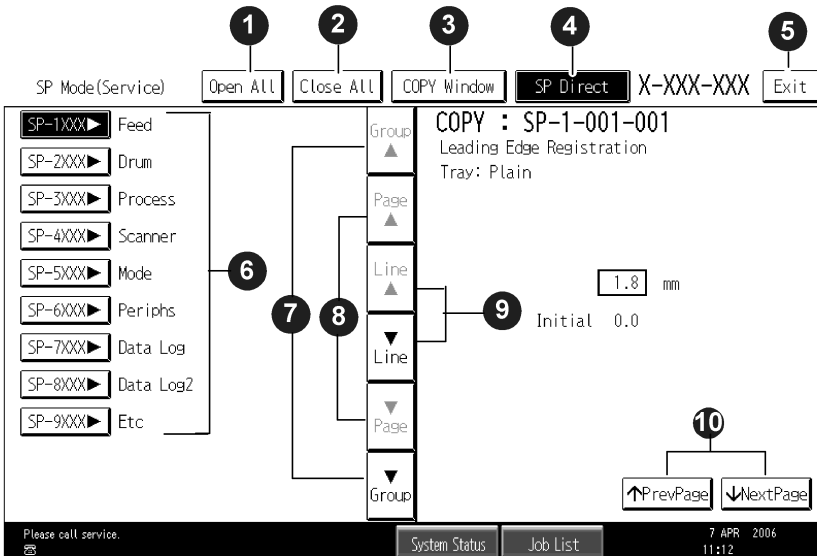 1
2
3
4
5
SP Mode(Service)
Open All
Close All
COPY Window
SP Direct
X-XXX-XXX
Exit
SP-1XXX▶ Feed
SP-2XXX▶ Drum
SP-3XXX▶ Process
SP-4XXX▶ Scanner
SP-5XXX▶ Mode
SP-6XXX▶ Periphs
SP-7XXX▶ Data Log
SP-8XXX▶ Data Log2
SP-9XXX▶ Etc
6
7
8
Group
▲
Page
▲
Line
▲
▼
Line
▼
Page
▼
Group
9
COPY : SP-1-001-001
Leading Edge Registration
Tray: Plain
1.8 mm
Initial 0.0
10
↑PrevPage
↓NextPage
Please call service.
System Status
Job List
7 APR 2006
11:12